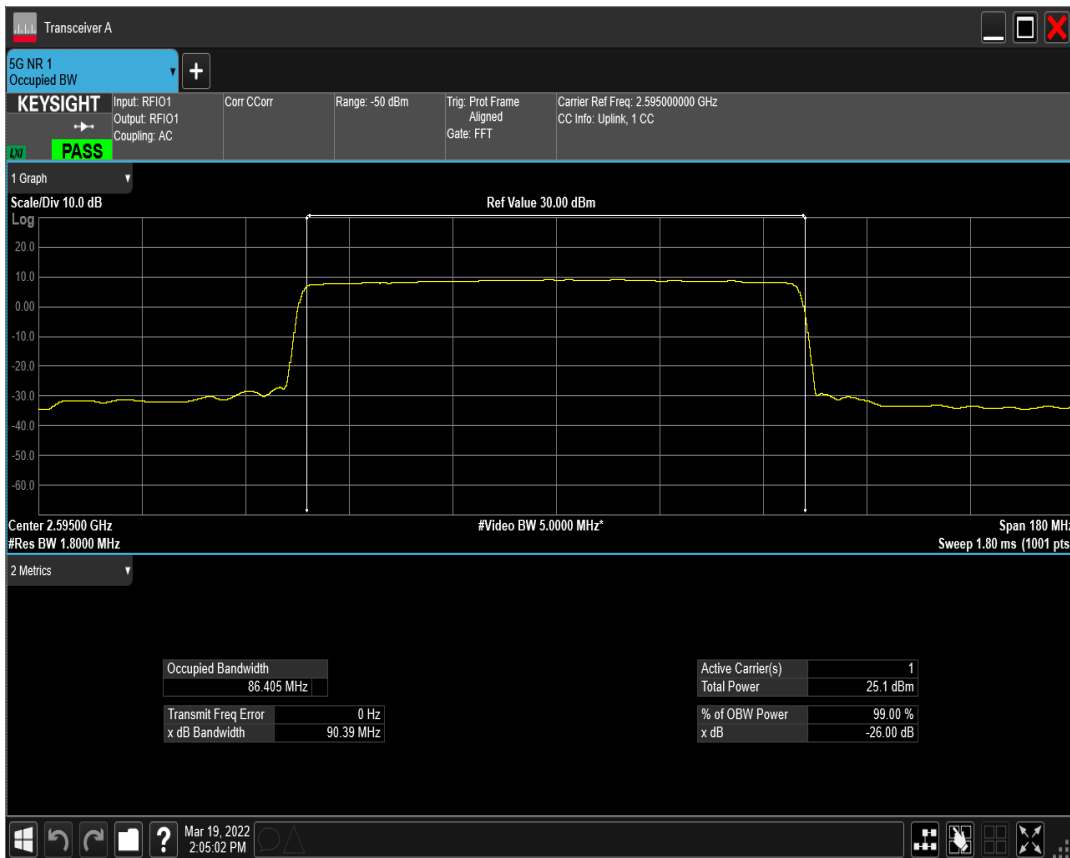 Transceiver A
5G NR 1
Occupied BW
KEYSIGHT
LXI
PASS
Input: RFIO1
Output: RFIO1
Coupling: AC
Corr CCorr
Range: -50 dBm
Trig: Prot Frame
Aligned
Gate: FFT
Carrier Ref Freq: 2.595000000 GHz
CC Info: Uplink, 1 CC
1 Graph
Scale/Div 10.0 dB
Ref Value 30.00 dBm
Log
20.0
10.0
0.00
-10.0
-20.0
-30.0
-40.0
-50.0
-60.0
Center 2.59500 GHz
#Video BW 5.0000 MHz*
Span 180 MHz
#Res BW 1.8000 MHz
Sweep 1.80 ms (1001 pts
2 Metrics
Occupied Bandwidth
86.405 MHz
Transmit Freq Error 0 Hz
x dB Bandwidth 90.39 MHz
Active Carrier(s) 1
Total Power 25.1 dBm
% of OBW Power 99.00 %
x dB -26.00 dB
?
Mar 19, 2022
2:05:02 PM